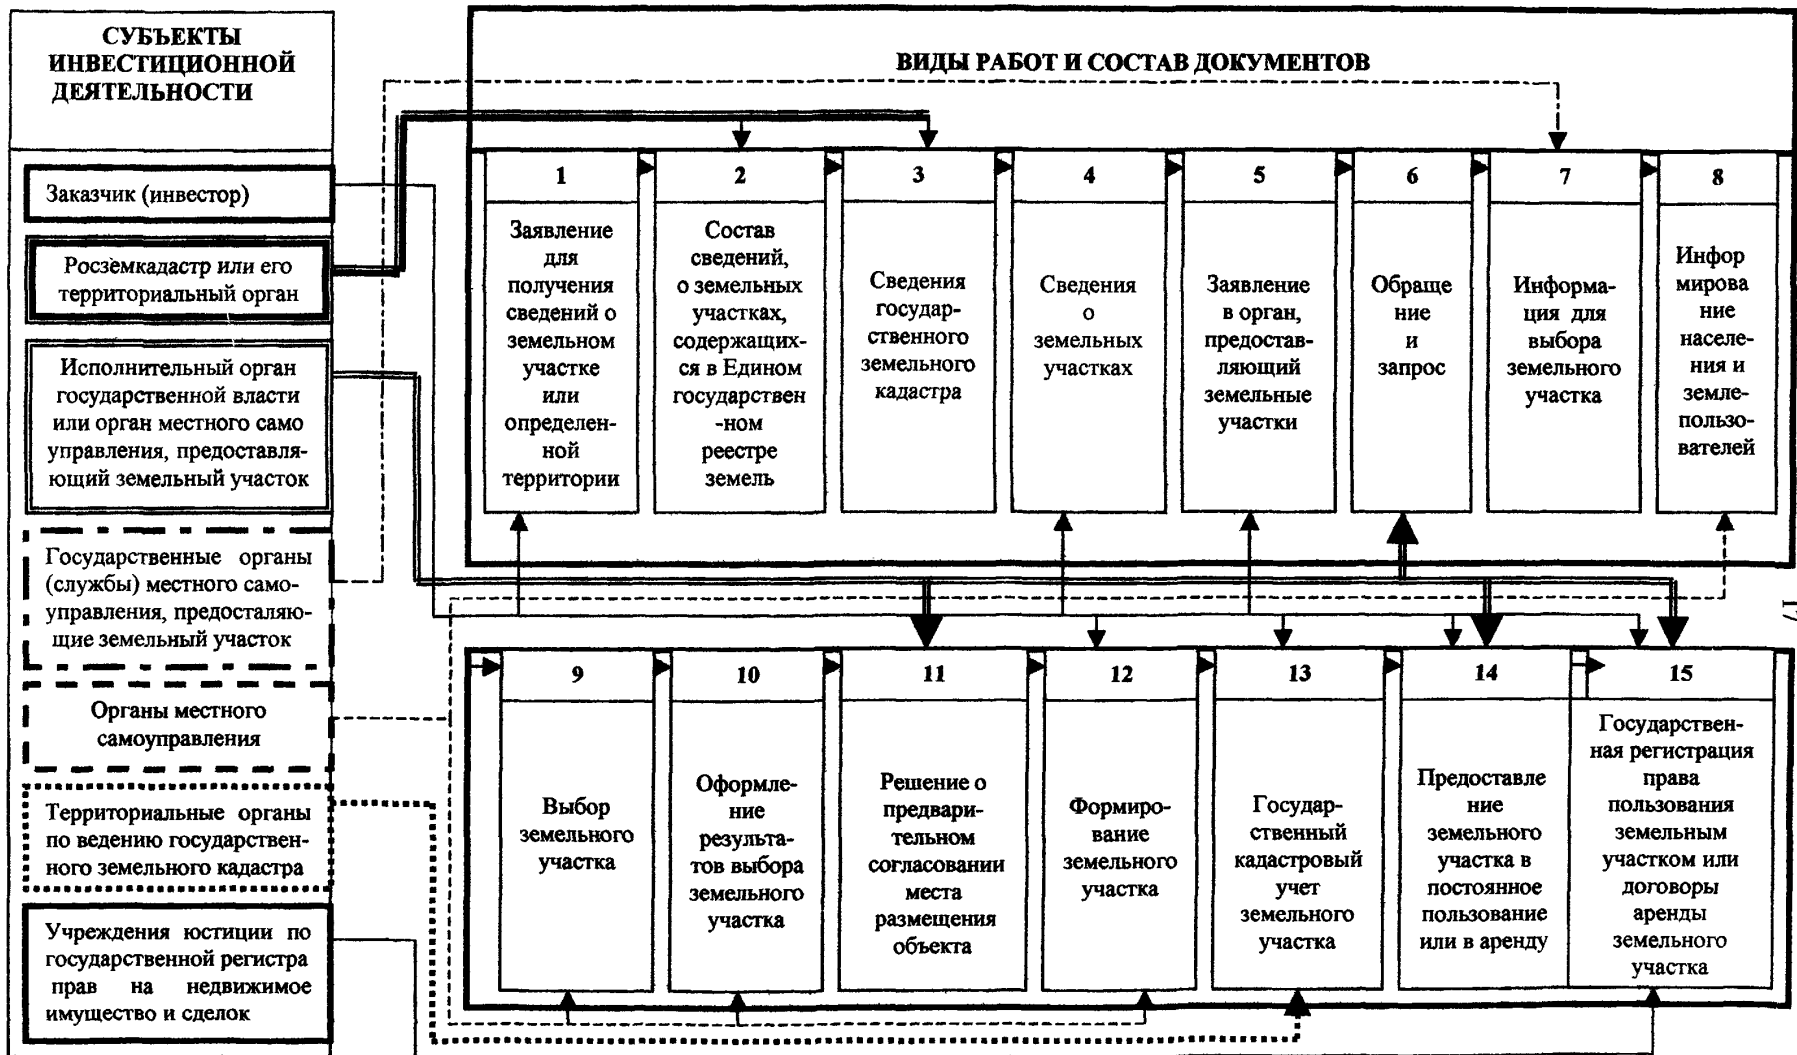 СУБЪЕКТЫ
ИНВЕСТИЦИОННОЙ
ДЕЯТЕЛЬНОСТИ
ВИДЫ РАБОТ И СОСТАВ ДОКУМЕНТОВ
Заказчик (инвестор)
Росземкадастр или его
территориальный орган
Исполнительный орган
государственной власти
или орган местного само
управления, предоставля-
ющий земельный участок
Государственные органы
(службы) местного само-
управления, предосталяю-
щие земельный участок
Органы местного
самоуправления
Территориальные органы
по ведению государствен-
ного земельного кадастра
Учреждения юстиции по
государственной регистра
прав на недвижимое
имущество и сделок
1
Заявление
для
получения
сведений о
земельном
участке
или
определен-
ной
территории
2
Состав
сведений,
о земельных
участках,
содержащих-
ся в Едином
государствен
-ном
реестре
земель
3
Сведения
государ-
ственного
земельного
кадастра
4
Сведения
о
земельных
участках
5
Заявление
в орган,
предостав-
ляющий
земельные
участки
6
Обраще
ние
и
запрос
7
Информа-
ция для
выбора
земельного
участка
8
Инфор
мирова
ние
населе-
ния и
земле-
пользо-
вателей
17
9
Выбор
земельного
участка
10
Оформле-
ние
результа-
тов выбора
земельного
участка
11
Решение о
предвари-
тельном
согласовании
места
размещения
объекта
12
Формиро-
вание
земельного
участка
13
Государ-
ственный
кадастровый
учет
земельного
участка
14
Предоставле
ние
земельного
участка в
постоянное
пользование
или в аренду
15
Государствен-
ная регистрация
права
пользования
земельным
участком или
договоры
аренды
земельного
участка